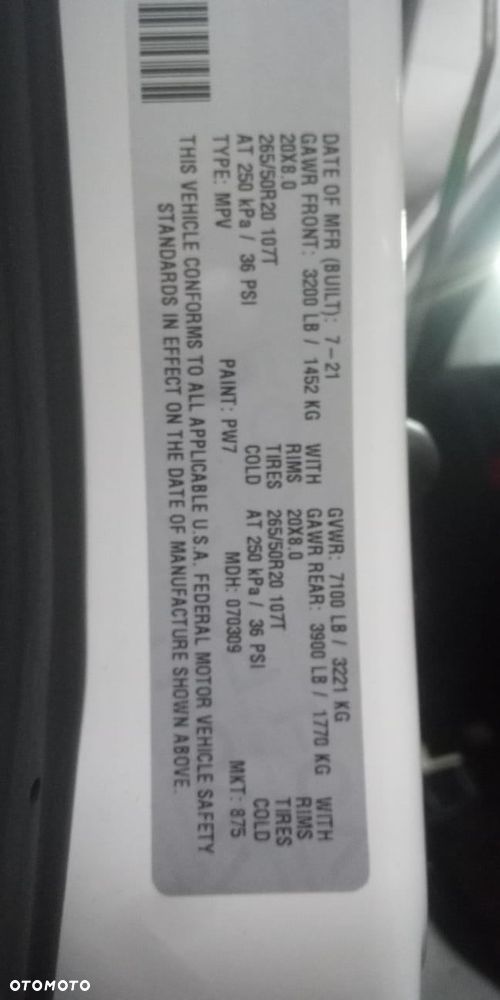 DATE OF MFR (BUILT): 7-21 GVWR: 7100 LB / 3221 KG
GAWR FRONT: 3200 LB / 1452 KG WITH GAWR REAR: 3900 LB / 1770 KG WITH
20X8.0 RIMS 20X8.0 RIMS
265/50R20 107T TIRES 265/50R20 107T TIRES
AT 250 kPa / 36 PSI COLD AT 250 kPa / 36 PSI COLD
TYPE: MPV PAINT: PW7 MDH: 070309 MKT: 875
THIS VEHICLE CONFORMS TO ALL APPLICABLE U.S.A. FEDERAL MOTOR VEHICLE SAFETY
STANDARDS IN EFFECT ON THE DATE OF MANUFACTURE SHOWN ABOVE.
OTOMOTO